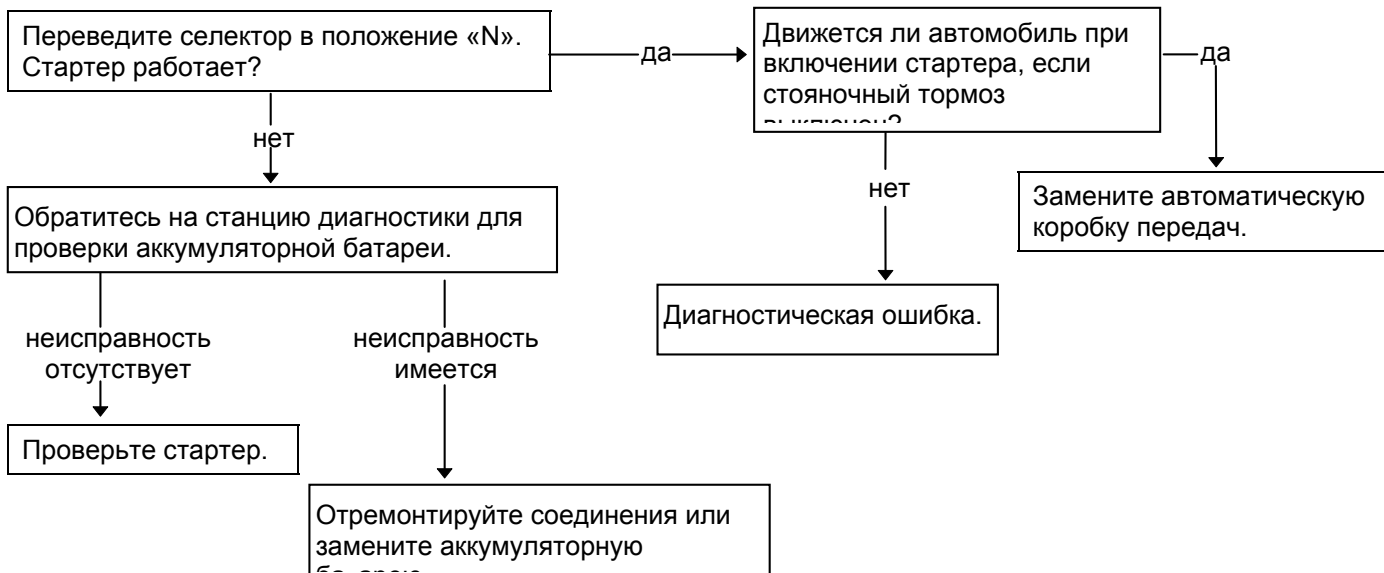 Переведите селектор в положение «N».
Стартер работает?
да
Движется ли автомобиль при
включении стартера, если
стояночный тормоз
выключен?
да
нет
нет
Замените автоматическую
коробку передач.
Обратитесь на станцию диагностики для
проверки аккумуляторной батареи.
Диагностическая ошибка.
неисправность
отсутствует
неисправность
имеется
Проверьте стартер.
Отремонтируйте соединения или
замените аккумуляторную
батарею